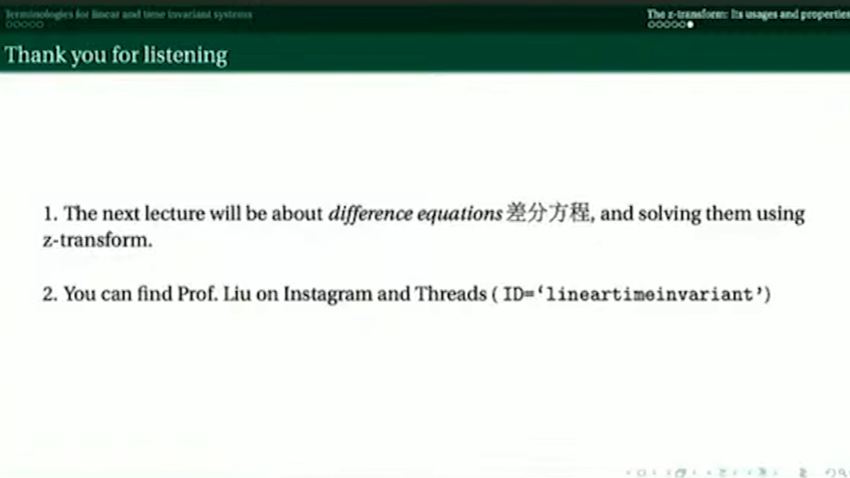 Terminologies for linear and time invariant systems
The z-transform: Its usages and properties
Thank you for listening
1. The next lecture will be about difference equations 差分方程, and solving them using
z-transform.
2. You can find Prof. Liu on Instagram and Threads ( ID=‘lineartimeinvariant’)